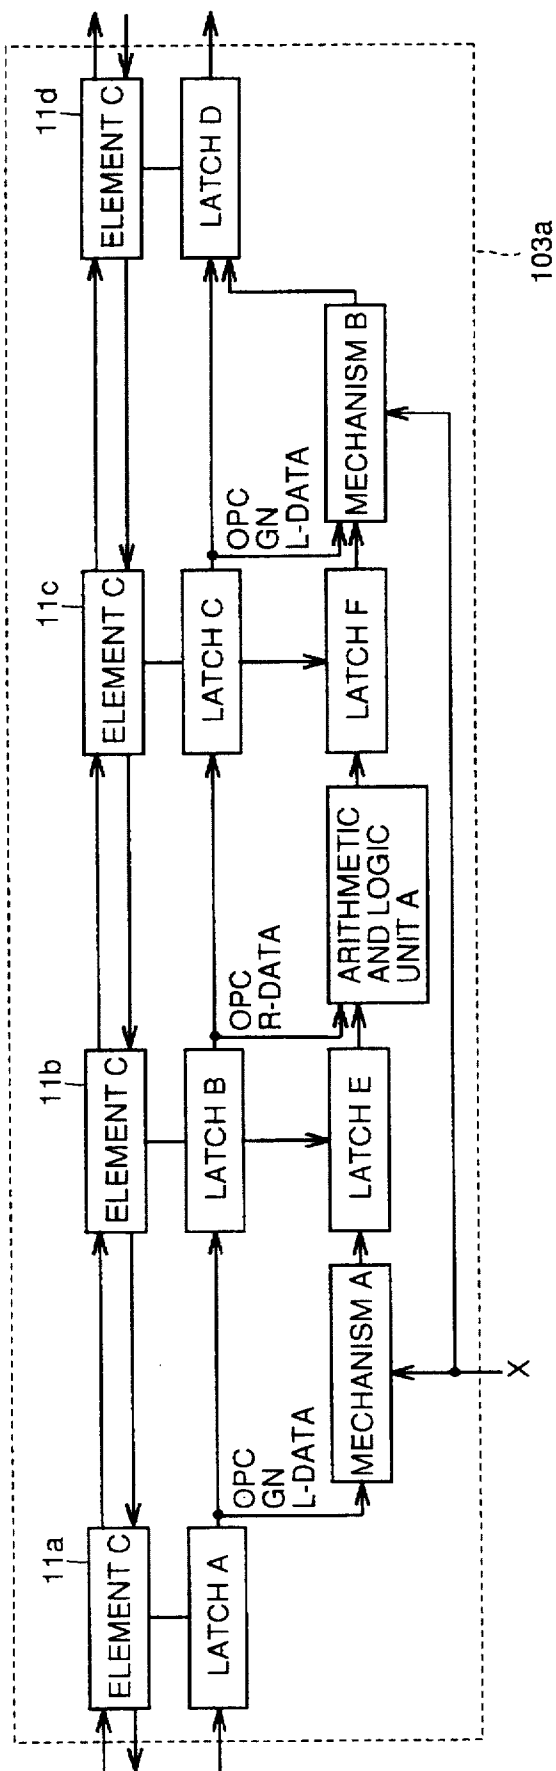 11a
ELEMENT C
11b
ELEMENT C
11c
ELEMENT C
11d
ELEMENT C
LATCH A
LATCH B
LATCH C
LATCH D
OPC
GN
L-DATA
OPC
R-DATA
OPC
GN
L-DATA
MECHANISM A
LATCH E
ARITHMETIC
AND LOGIC
UNIT A
LATCH F
MECHANISM B
X
103a